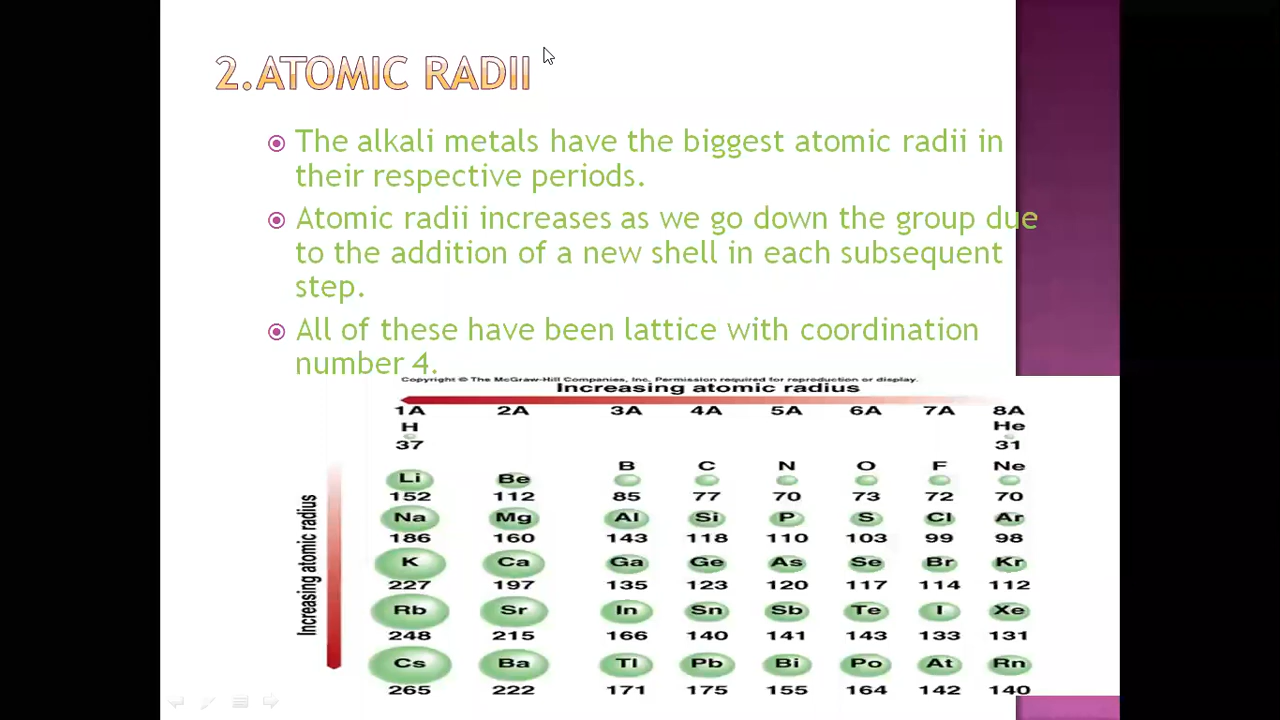 2.ATOMIC RADII
The alkali metals have the biggest atomic radii in
their respective periods.
Atomic radii increases as we go down the group due
to the addition of a new shell in each subsequent
step.
All of these have been lattice with coordination
number 4.
Copyright © The McGraw-Hill Companies, Inc. Permission required for reproduction or display.
Increasing atomic radius
1A 2A 3A 4A 5A 6A 7A 8A
H He
37 31
B C N O F Ne
Li Be
152 112 85 77 70 73 72 70
Na Mg Al Si P S Cl Ar
186 160 143 118 110 103 99 98
K Ca Ga Ge As Se Br Kr
227 197 135 123 120 117 114 112
Rb Sr In Sn Sb Te I Xe
248 215 166 140 141 143 133 131
Cs Ba Tl Pb Bi Po At Rn
265 222 171 175 155 164 142 140
Increasing atomic radius